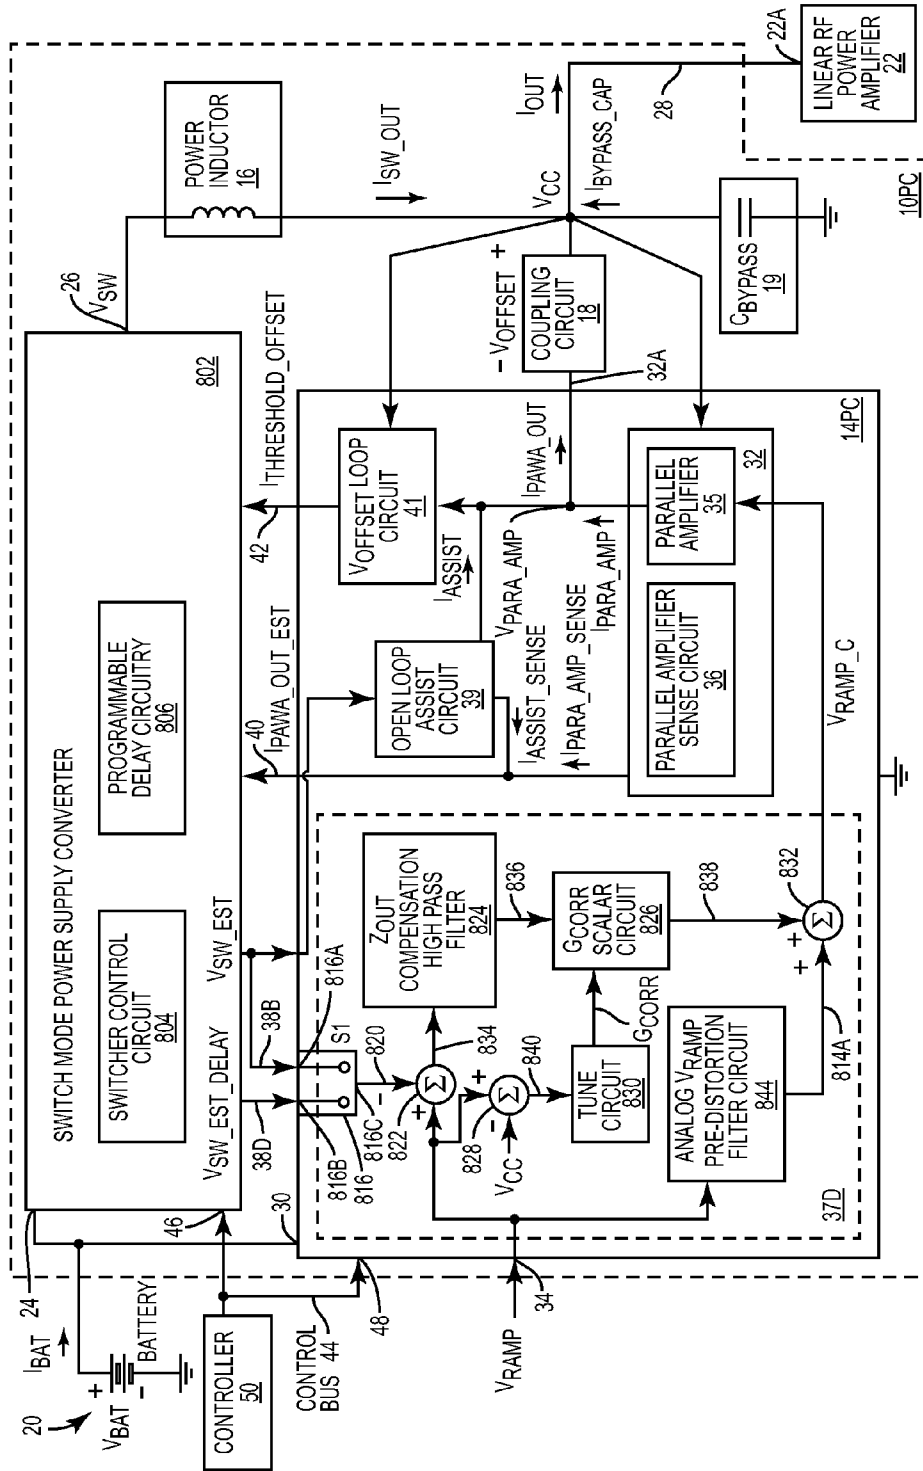 SWITCH MODE POWER SUPPLY CONVERTER
802
SWITCHER CONTROL
CIRCUIT
804
PROGRAMMABLE
DELAY CIRCUITRY
806
VSW_EST_DELAY
VSW_EST
24
46
26
VSW
POWER
INDUCTOR
16
ISW_OUT
20
IBAT
VBAT
+
-
BATTERY
CONTROLLER
50
CONTROL
BUS 44
30
48
34
VRAMP
38D
38B
816A
816B
816C
816
S1
820
-
+
822
Σ
834
ZOUT
COMPENSATION
HIGH PASS
FILTER
824
836
+
-
828
Σ
VCC
840
TUNE
CIRCUIT
830
GCORR
GCORR
SCALAR
CIRCUIT
826
838
ANALOG VRAMP
PRE-DISTORTION
FILTER CIRCUIT
844
814A
+
+
Σ
832
37D
VRAMP_C
40
IPAWA_OUT_EST
42
ITHRESHOLD_OFFSET
OPEN LOOP
ASSIST
CIRCUIT
39
IASSIST
IASSIST_SENSE
IPARA_AMP_SENSE
VOFFSET LOOP
CIRCUIT
41
VPARA_AMP
IPARA_AMP
IPAWA_OUT
PARALLEL AMPLIFIER
SENSE CIRCUIT
36
PARALLEL
AMPLIFIER
35
32
14PC
32A
- VOFFSET +
COUPLING
CIRCUIT
18
VCC
IOUT
IBYPASS_CAP
CBYPASS
19
28
22A
LINEAR RF
POWER
AMPLIFIER
22
10PC